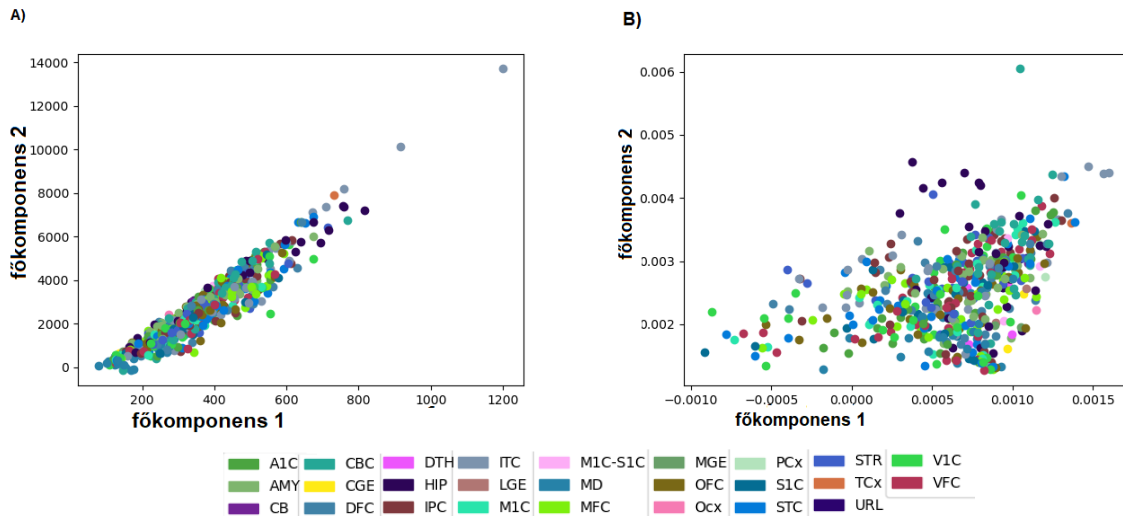 A)
B)
14000
12000
10000
8000
6000
4000
2000
0
200
400
600
800
1000
1200
főkomponens 2
főkomponens 1
0.006
0.005
0.004
0.003
0.002
−0.0010
−0.0005
0.0000
0.0005
0.0010
0.0015
főkomponens 2
főkomponens 1
A1C CBC DTH ITC M1C-S1C MGE PCx STR V1C
AMY CGE HIP LGE MD OFC S1C TCx VFC
CB DFC IPC M1C MFC Ocx STC URL